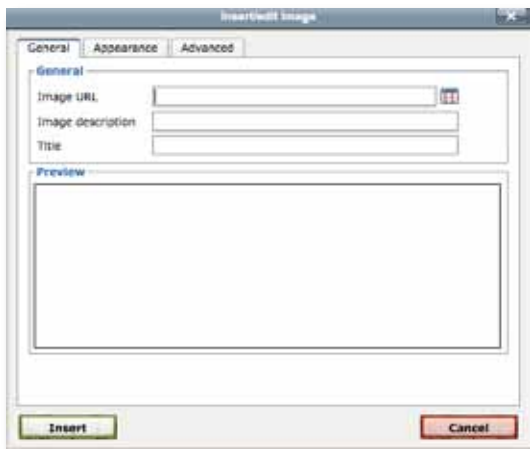 Insert/edit image
General Appearance Advanced
General
Image URL
Image description
Title
Preview
Insert Cancel